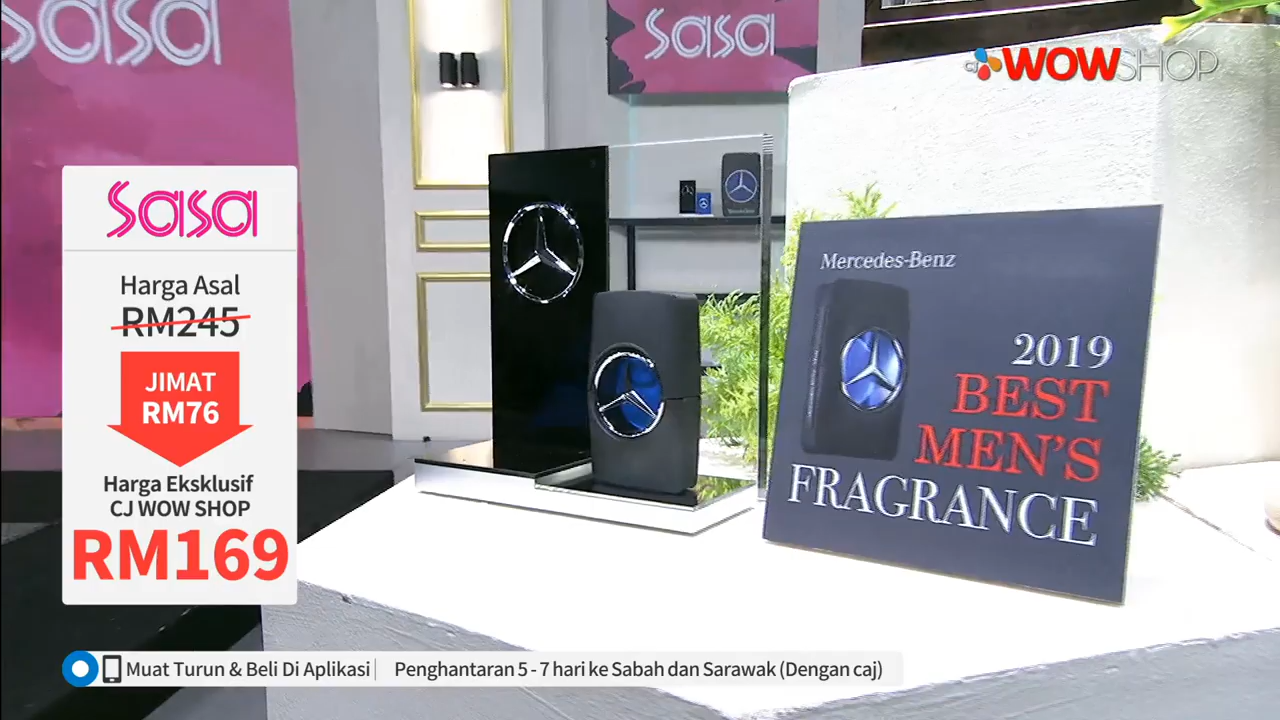 sasa
sasa
CJ WOWSHOP
sasa
Harga Asal
RM245
JIMAT
RM76
Harga Eksklusif
CJ WOW SHOP
RM169
Mercedes-Benz
2019
BEST
MEN'S
FRAGRANCE
Muat Turun & Beli Di Aplikasi
Penghantaran 5 - 7 hari ke Sabah dan Sarawak (Dengan caj)